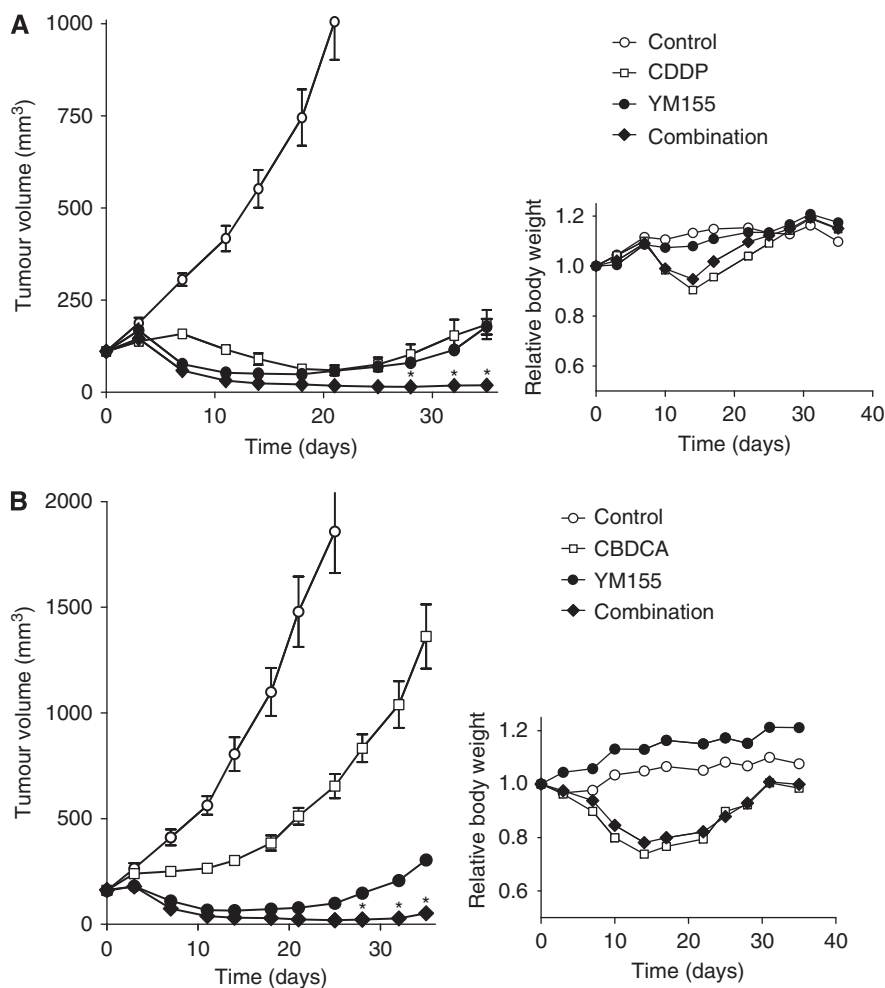 A
Tumour volume (mm³)
1000
750
500
250
0
0
10
20
30
* * *
Time (days)
Control
CDDP
YM155
Combination
Relative body weight
1.2
1.0
0.8
0.6
0
10
20
30
40
Time (days)
B
Tumour volume (mm³)
2000
1500
1000
500
0
0
10
20
30
* * *
Time (days)
Control
CBDCA
YM155
Combination
Relative body weight
1.2
1.0
0.8
0.6
0
10
20
30
40
Time (days)